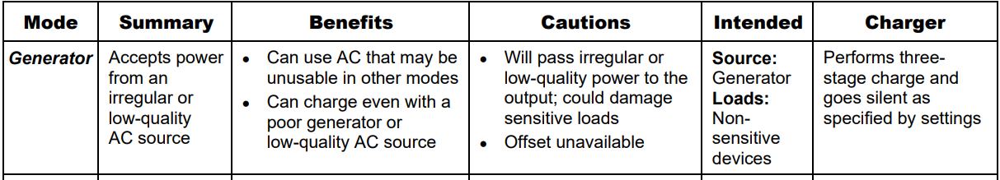 Mode
Summary
Benefits
Cautions
Intended
Charger
Generator
Accepts power
from an
irregular or
low-quality
AC source
• Can use AC that may be
unusable in other modes
• Can charge even with a
poor generator or
low-quality AC source
• Will pass irregular or
low-quality power to the
output; could damage
sensitive loads
• Offset unavailable
Source:
Generator
Loads:
Non-
sensitive
devices
Performs three-
stage charge and
goes silent as
specified by settings